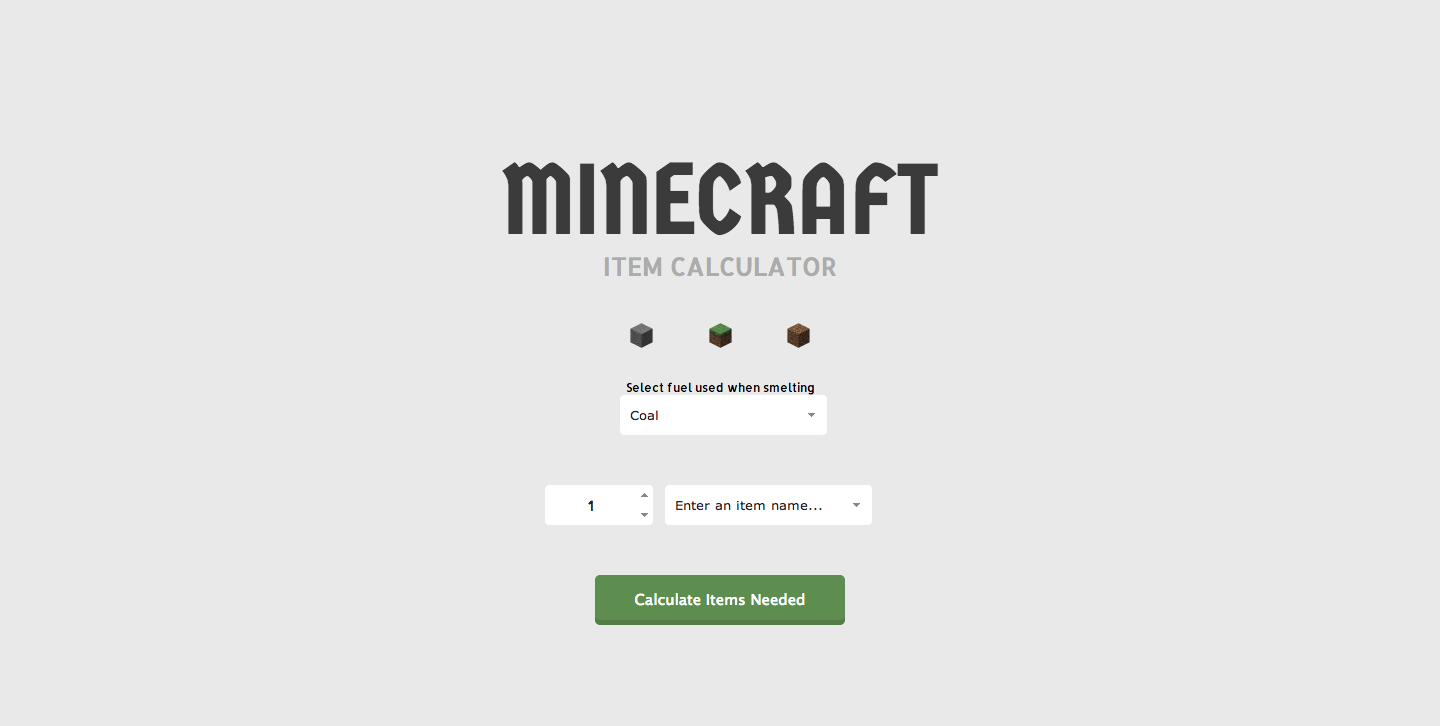 MINECRAFT
ITEM CALCULATOR
Select fuel used when smelting
Coal
1 Enter an item name...
Calculate Items Needed